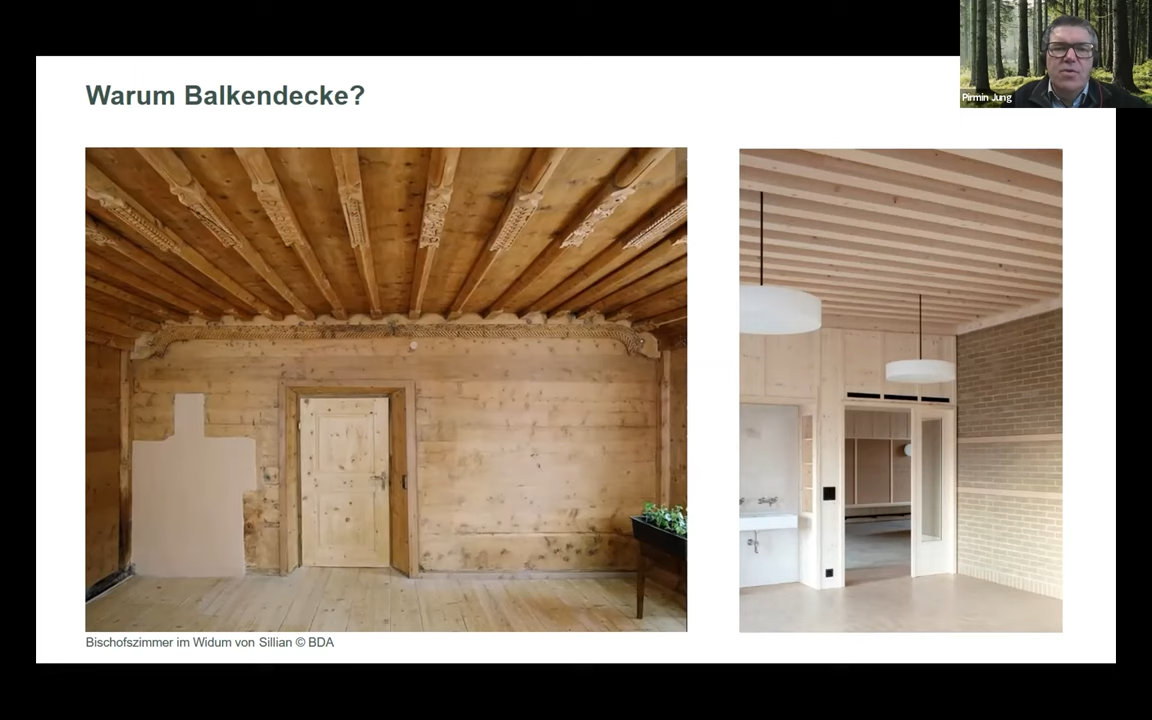 Warum Balkendecke?
Pirmin Jung
Bischofszimmer im Widum von Sillian © BDA